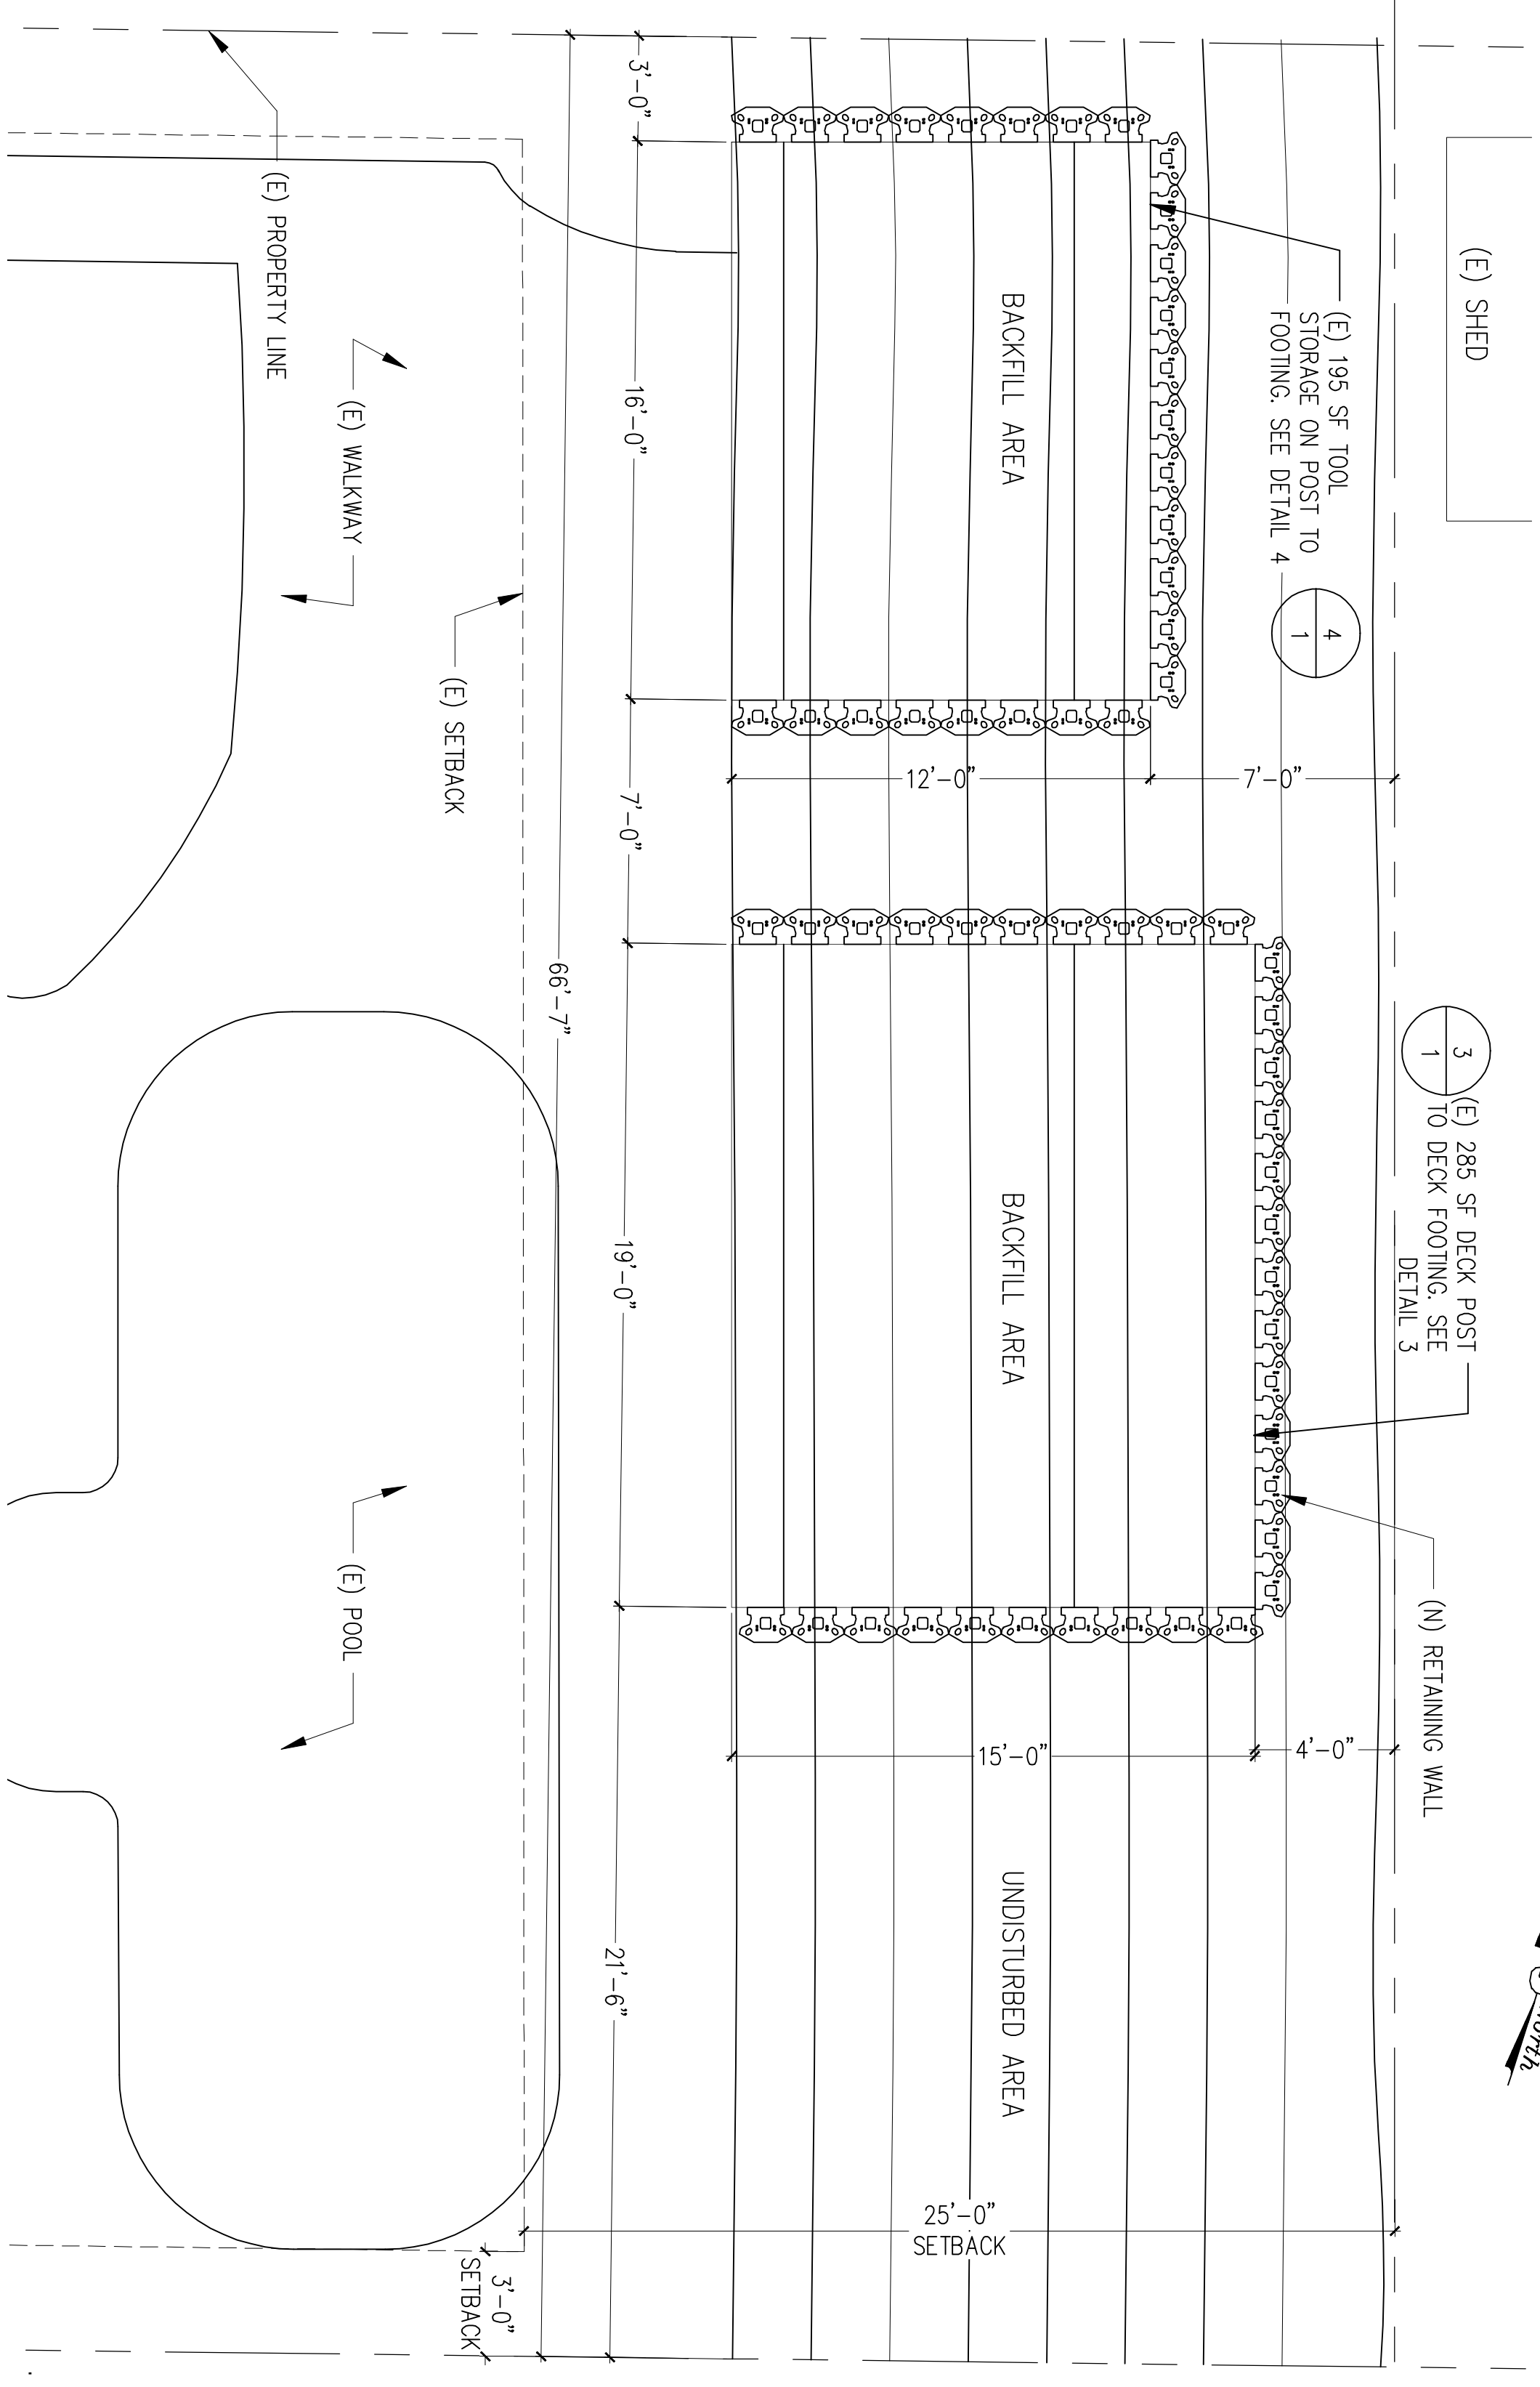 (E) SHED
(E) 195 SF TOOL
STORAGE ON POST TO
FOOTING. SEE DETAIL 4
4
1
3
1
(E) 285 SF DECK POST
TO DECK FOOTING. SEE
DETAIL 3
(N) RETAINING WALL
North
BACKFILL AREA
BACKFILL AREA
UNDISTURBED AREA
12'-0"
7'-0"
15'-0"
4'-0"
25'-0"
SETBACK
3'-0"
16'-0"
7'-0"
19'-0"
21'-6"
66'-7"
3'-0"
SETBACK
(E) SETBACK
(E) WALKWAY
(E) POOL
(E) PROPERTY LINE